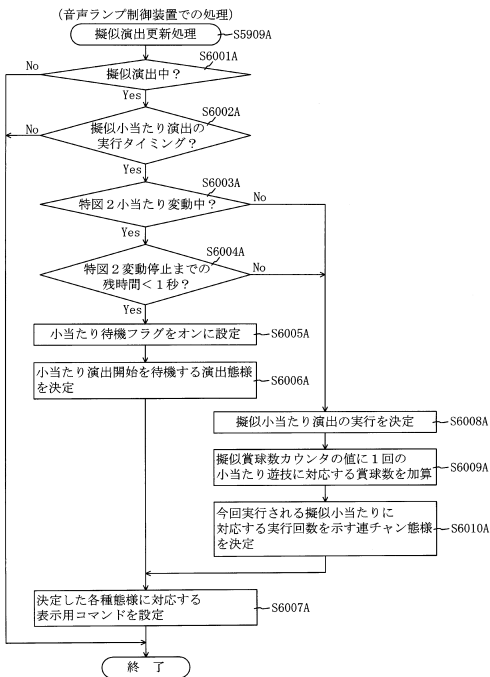 (音声ランプ制御装置での処理)
擬似演出更新処理
S5909A
S6001A
No
擬似演出中?
Yes
S6002A
No
擬似小当たり演出の
実行タイミング?
Yes
S6003A
特図2小当たり変動中?
No
Yes
S6004A
特図2変動停止までの
残時間<1秒?
No
Yes
小当たり待機フラグをオンに設定
S6005A
小当たり演出開始を待機する演出態様
を決定
S6006A
擬似小当たり演出の実行を決定
S6008A
擬似賞球数カウンタの値に1回の
小当たり遊技に対応する賞球数を加算
S6009A
今回実行される擬似小当たりに
対応する実行回数を示す連チャン態様
を決定
S6010A
決定した各種態様に対応する
表示用コマンドを設定
S6007A
終 了